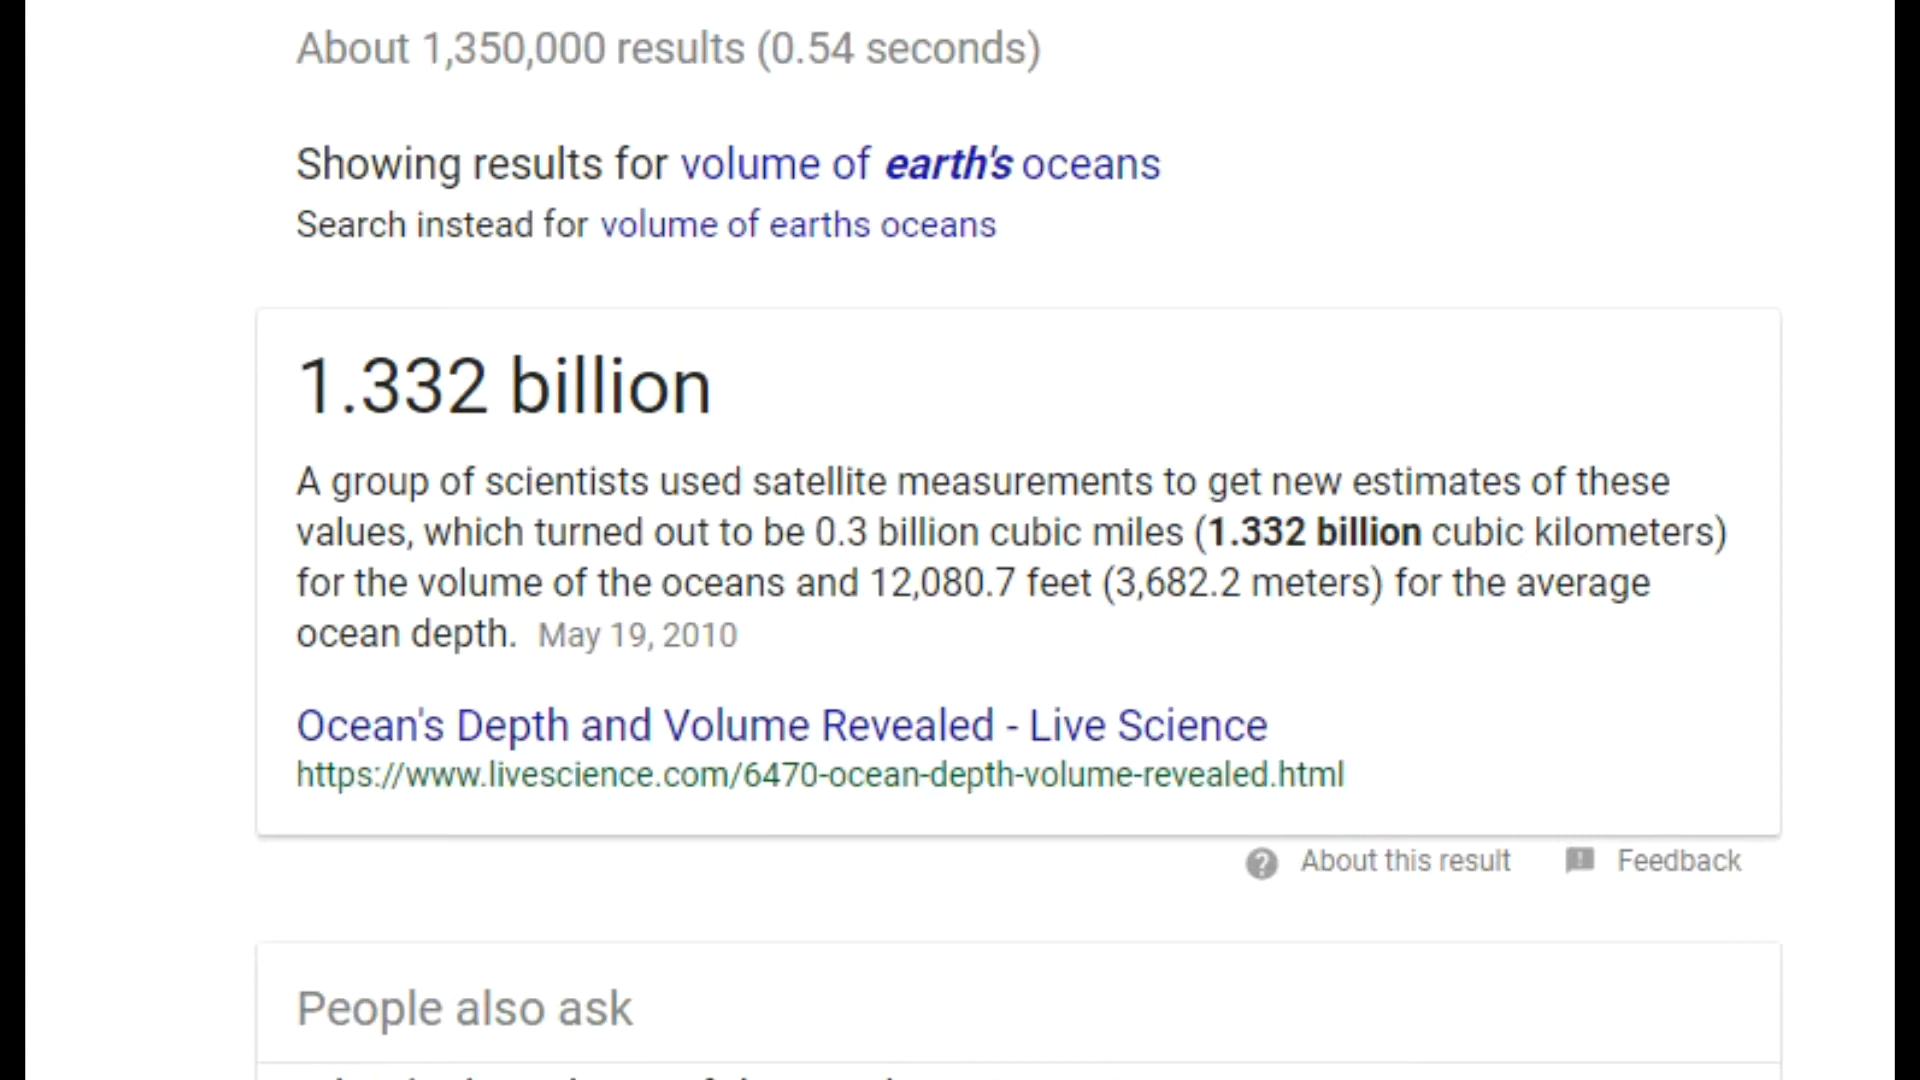 About 1,350,000 results (0.54 seconds)
Showing results for volume of earth's oceans
Search instead for volume of earths oceans
1.332 billion
A group of scientists used satellite measurements to get new estimates of these
values, which turned out to be 0.3 billion cubic miles (1.332 billion cubic kilometers)
for the volume of the oceans and 12,080.7 feet (3,682.2 meters) for the average
ocean depth. May 19, 2010
Ocean's Depth and Volume Revealed - Live Science
https://www.livescience.com/6470-ocean-depth-volume-revealed.html
About this result Feedback
People also ask